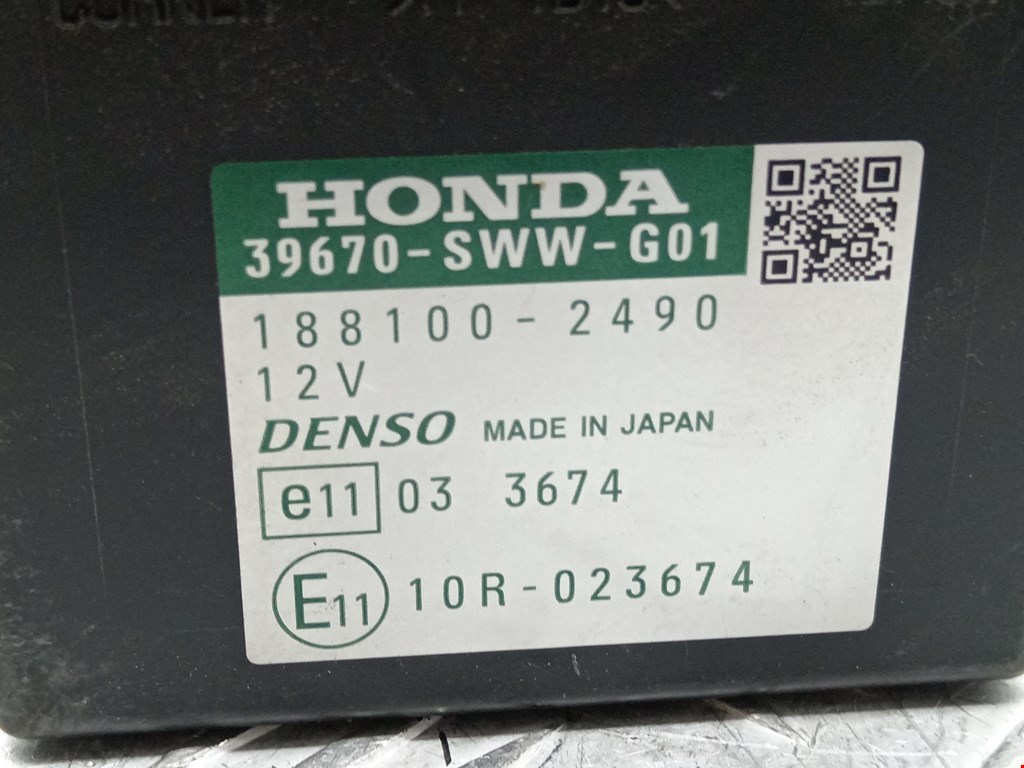 HONDA
39670-SWW-G01
188100-2490
12V
DENSO MADE IN JAPAN
e11 03 3674
E11 10R-023674